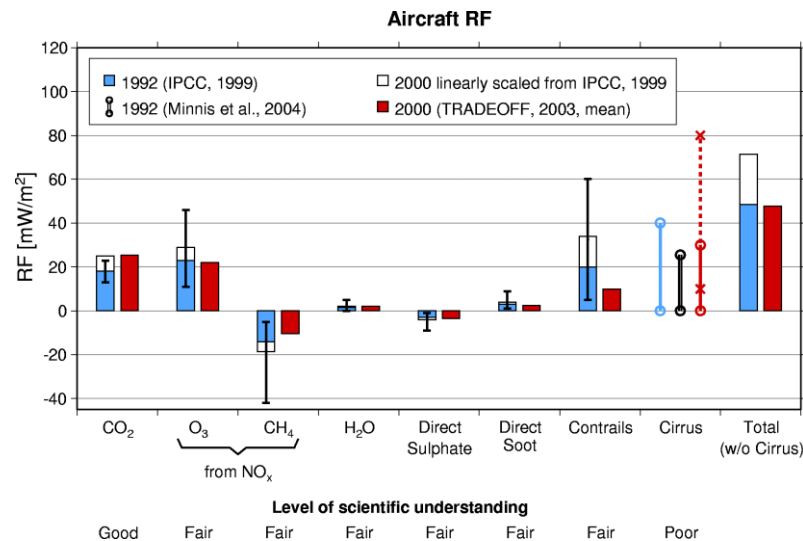 Aircraft RF
RF [mW/m²]
120
100
80
60
40
20
0
-20
-40
1992 (IPCC, 1999)
2000 linearly scaled from IPCC, 1999
1992 (Minnis et al., 2004)
2000 (TRADEOFF, 2003, mean)
CO₂
O₃
CH₄
H₂O
Direct
Sulphate
Direct
Soot
Contrails
Cirrus
Total
(w/o Cirrus)
from NOₓ
Level of scientific understanding
Good Fair Fair Fair Fair Fair Fair Poor